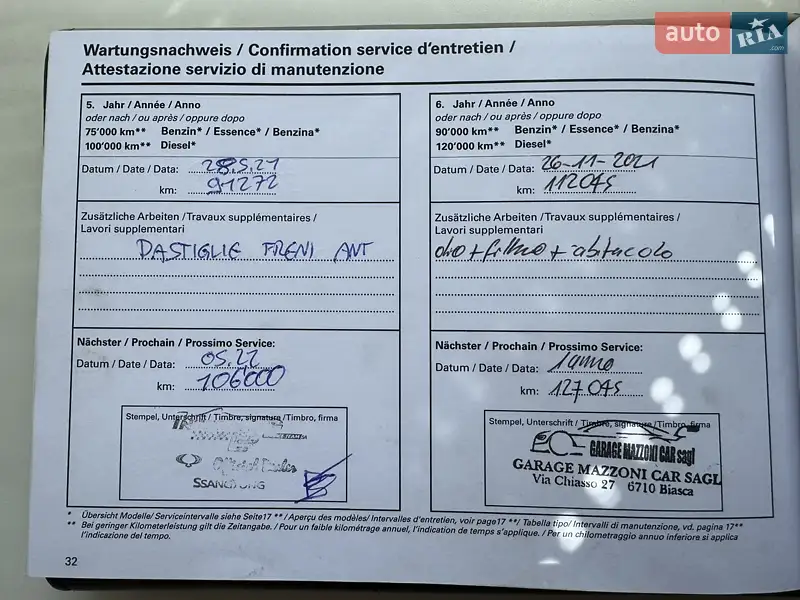 auto RIA.com
Wartungsnachweis / Confirmation service d'entretien /
Attestazione servizio di manutenzione
5. Jahr / Année / Anno
oder nach / ou après / oppure dopo
75'000 km** Benzin* / Essence* / Benzina*
100'000 km** Diesel*
Datum / Date / Data: 28.5.21
km: 91272
Zusätzliche Arbeiten /Travaux supplémentaires /
Lavori supplementari
PASTIGLIE FRENI ANT
Nächster / Prochain / Prossimo Service:
Datum / Date / Data: 05.22
km: 106000
Stempel, Unterschrift / Timbre, signature /Timbro, firma
Official Dealer
SSANGYONG
6. Jahr / Année / Anno
oder nach / ou après / oppure dopo
90'000 km** Benzin* / Essence* / Benzina*
120'000 km** Diesel*
Datum / Date / Data: 26-11-2021
km: 112045
Zusätzliche Arbeiten /Travaux supplémentaires /
Lavori supplementari
olio+filtro + abitacolo
Nächster / Prochain / Prossimo Service:
Datum / Date / Data: 1 anno
km: 127045
Stempel, Unterschrift / Timbre, signature /Timbro, firma
GARAGE MAZZONI CAR sagl
GARAGE MAZZONI CAR SAGL
Via Chiasso 27 6710 Biasca
* Übersicht Modelle/ Serviceintervalle siehe Seite17 **/ Aperçu des modèles/ Intervalles d'entretien, voir page17 **/ Tabella tipo/ Intervalli di manutenzione, vd. pagina 17**
** Bei geringer Kilometerleistung gilt die Zeitangabe. / Pour un faible kilométrage annuel, l'indication de temps s'applique. / Per un chilometraggio annuo inferiore si applica
l'indicazione del tempo.
32